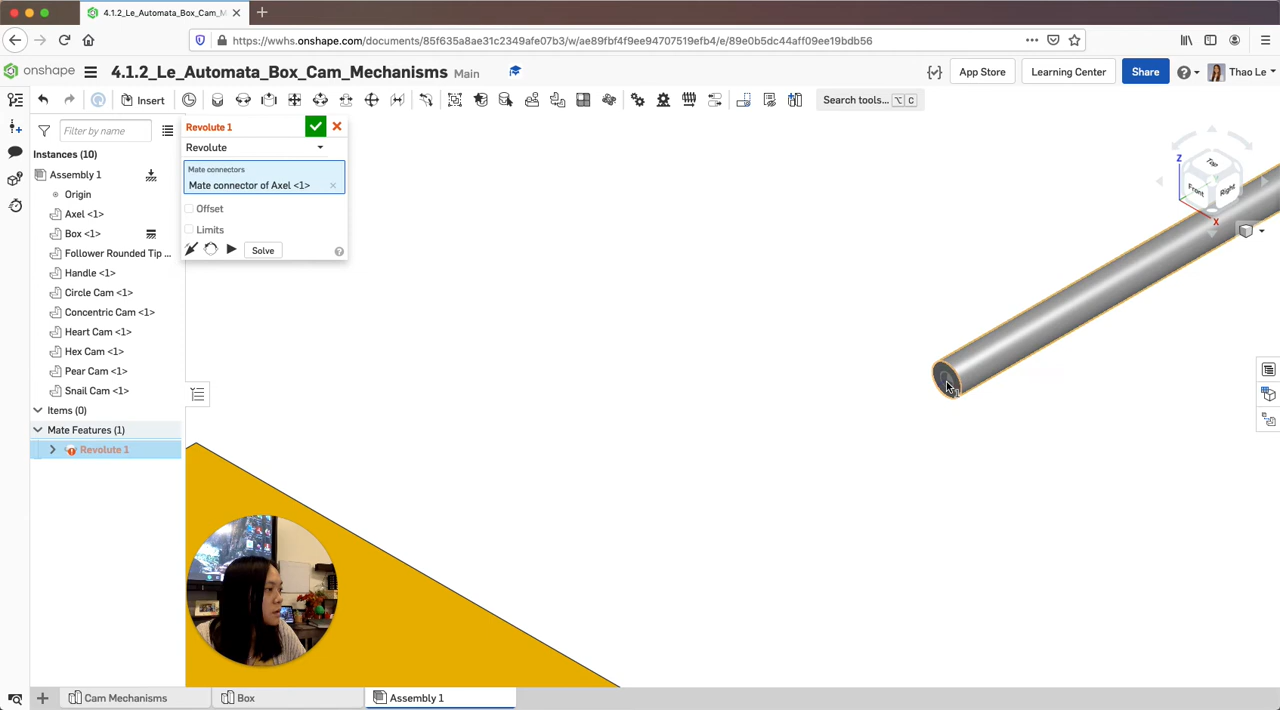 4.1.2_Le_Automata_Box_Cam_M
https://wwhs.onshape.com/documents/85f635a8ae31c2349afe07b3/w/ae89fbf4f9ee94707519efb4/e/89e0b5dc44aff09ee19bdb56
onshape
4.1.2_Le_Automata_Box_Cam_Mechanisms Main
App Store
Learning Center
Share
Thao Le
Insert
Search tools... ⌥ C
Filter by name
Instances (10)
Assembly 1
Origin
Axel <1>
Box <1>
Follower Rounded Tip ...
Handle <1>
Circle Cam <1>
Concentric Cam <1>
Heart Cam <1>
Hex Cam <1>
Pear Cam <1>
Snail Cam <1>
Items (0)
Mate Features (1)
Revolute 1
Revolute 1
Revolute
Mate connectors
Mate connector of Axel <1>
Offset
Limits
Solve
Z
Top
Front
Right
X
1
Cam Mechanisms
Box
Assembly 1